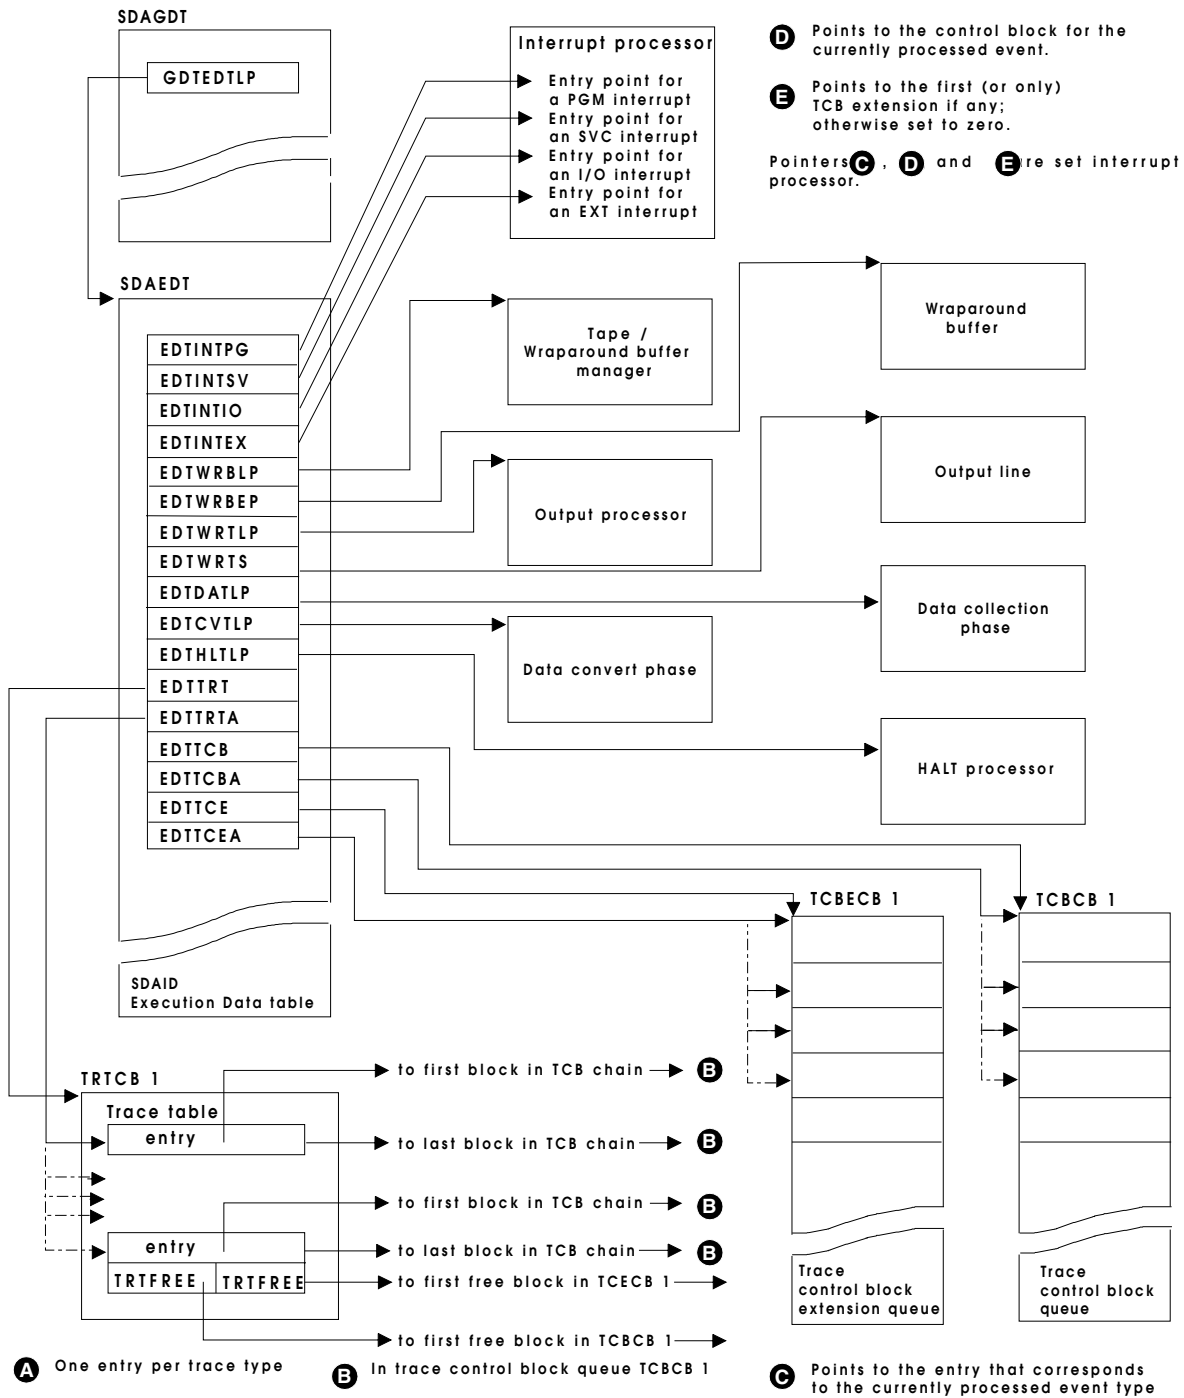 SDAGDT
GDTEDTLP
Interrupt processor
Entry point for
a PGM interrupt
Entry point for
an SVC interrupt
Entry point for
an I/O interrupt
Entry point for
an EXT interrupt
D Points to the control block for the
currently processed event.
E Points to the first (or only)
TCB extension if any;
otherwise set to zero.
Pointers C , D and E re set interrupt
processor.
SDAEDT
EDTINTPG
EDTINTSV
EDTINTIO
EDTINTEX
EDTWRBLP
EDTWRBEP
EDTWRTLP
EDTWRTS
EDTDATLP
EDTCVTLP
EDTHLTLP
EDTTRT
EDTTRTA
EDTTCB
EDTTCBA
EDTTCE
EDTTCEA
SDAID
Execution Data table
Tape /
Wraparound buffer
manager
Output processor
Data convert phase
Wraparound
buffer
Output line
Data collection
phase
HALT processor
TCBECB 1
Trace
control block
extension queue
TCBCB 1
Trace
control block
queue
TRTCB 1
Trace table
entry
to first block in TCB chain B
to last block in TCB chain B
entry
to first block in TCB chain B
to last block in TCB chain B
TRTFREE TRTFREE
to first free block in TCECB 1
to first free block in TCBCB 1
A One entry per trace type
B In trace control block queue TCBCB 1
C Points to the entry that corresponds
to the currently processed event type